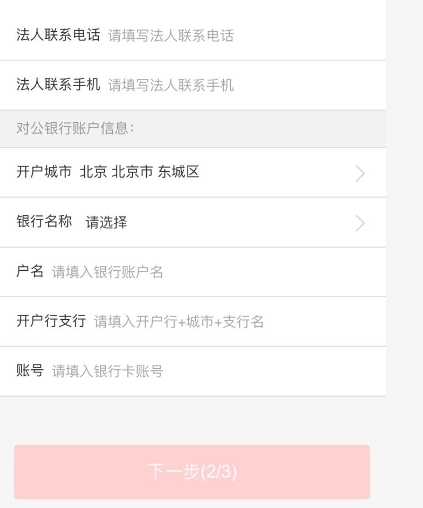 法人联系电话 请填写法人联系电话
法人联系手机 请填写法人联系手机
对公银行账户信息：
开户城市 北京 北京市 东城区
银行名称 请选择
户名 请填入银行账户名
开户行支行 请填入开户行+城市+支行名
账号 请填入银行卡账号
下一步(2/3)